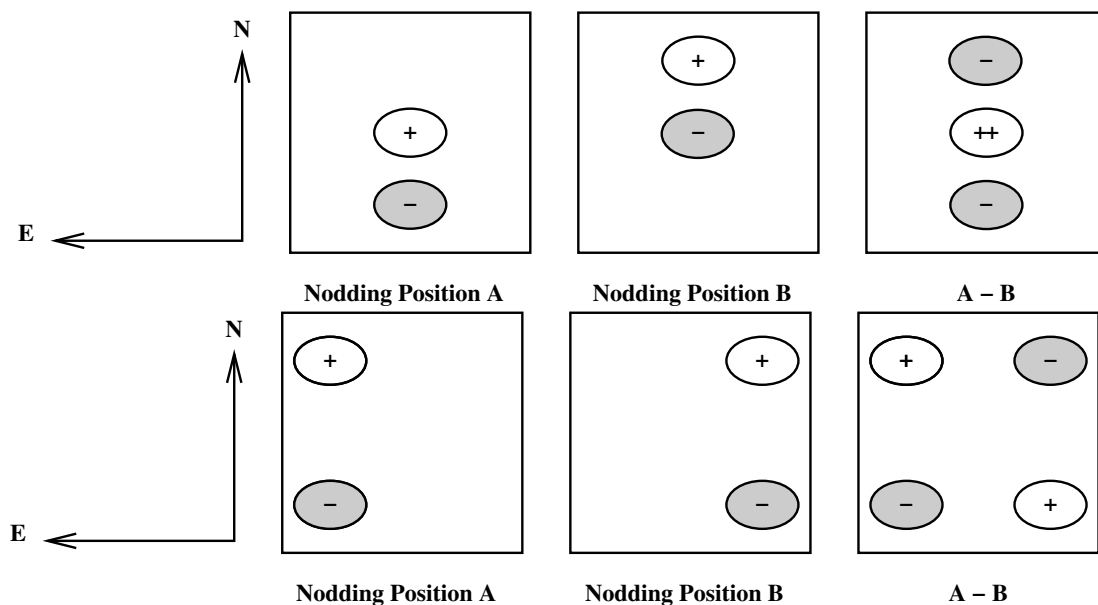 N
+
+
−
+
−
++
−
−
E
Nodding Position A
Nodding Position B
A − B
N
+
+
+
−
−
−
−
+
E
Nodding Position A
Nodding Position B
A − B